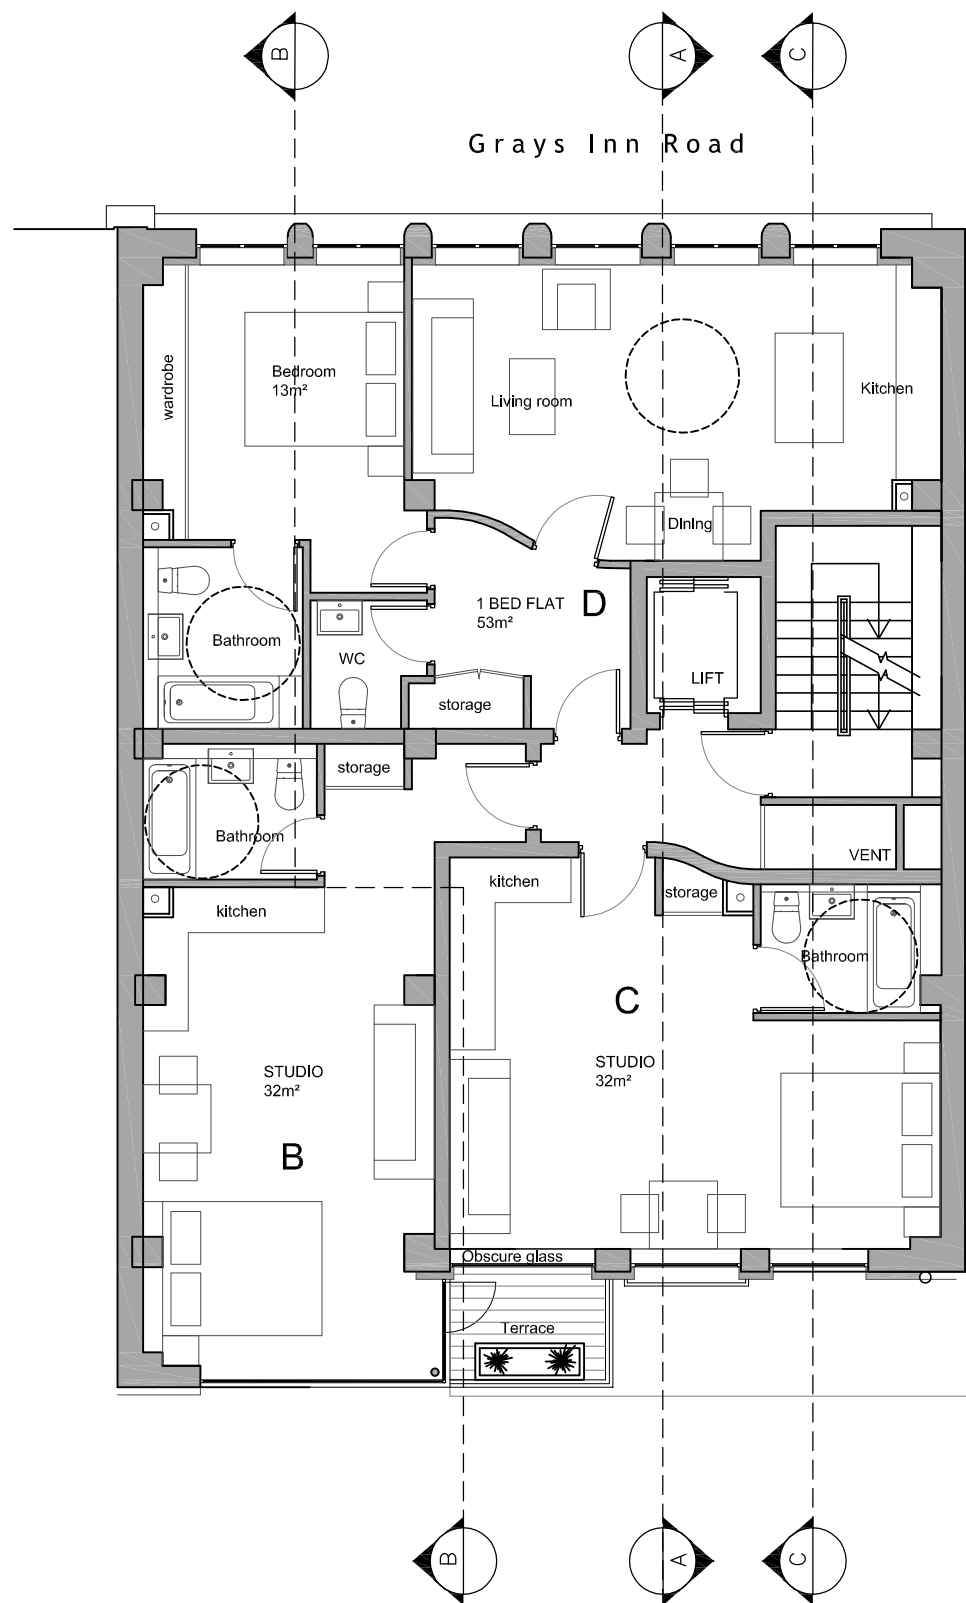 B
A
C
Grays Inn Road
wardrobe
Bedroom
13m²
Living room
Kitchen
DInIng
1 BED FLAT
53m²
D
Bathroom
WC
LIFT
storage
storage
Bathroom
VENT
kitchen
storage
kitchen
Bathroom
C
STUDIO
32m²
STUDIO
32m²
B
Obscure glass
Terrace
B
A
C